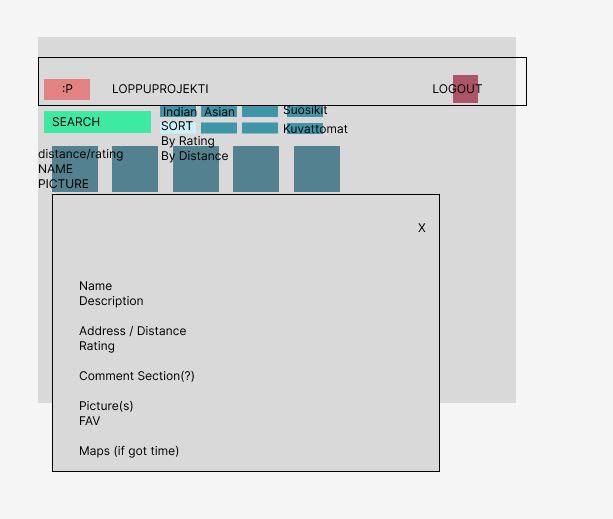 :P LOPPUPROJEKTI LOGOUT
Indian Asian Suosikit
SEARCH SORT Kuvattomat
By Rating
distance/rating By Distance
NAME
PICTURE
X
Name
Description
Address / Distance
Rating
Comment Section(?)
Picture(s)
FAV
Maps (if got time)